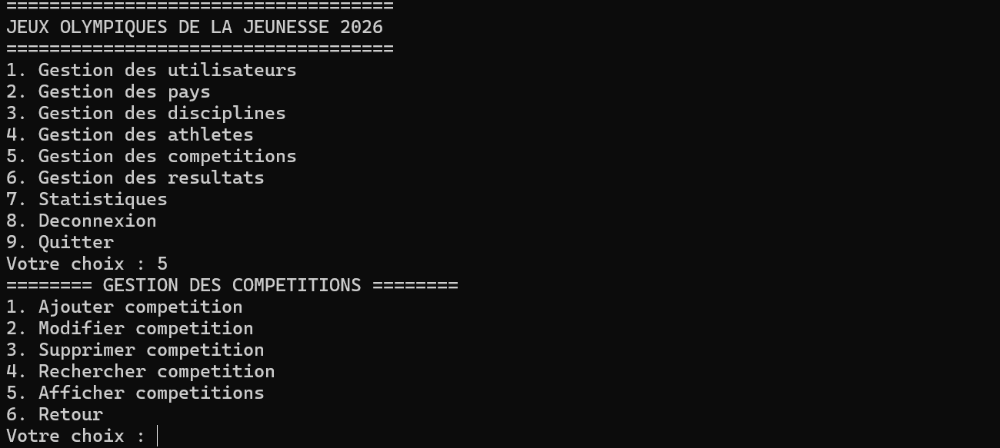 ====================================
JEUX OLYMPIQUES DE LA JEUNESSE 2026
====================================
1. Gestion des utilisateurs
2. Gestion des pays
3. Gestion des disciplines
4. Gestion des athletes
5. Gestion des competitions
6. Gestion des resultats
7. Statistiques
8. Deconnexion
9. Quitter
Votre choix : 5
======== GESTION DES COMPETITIONS ========
1. Ajouter competition
2. Modifier competition
3. Supprimer competition
4. Rechercher competition
5. Afficher competitions
6. Retour
Votre choix :